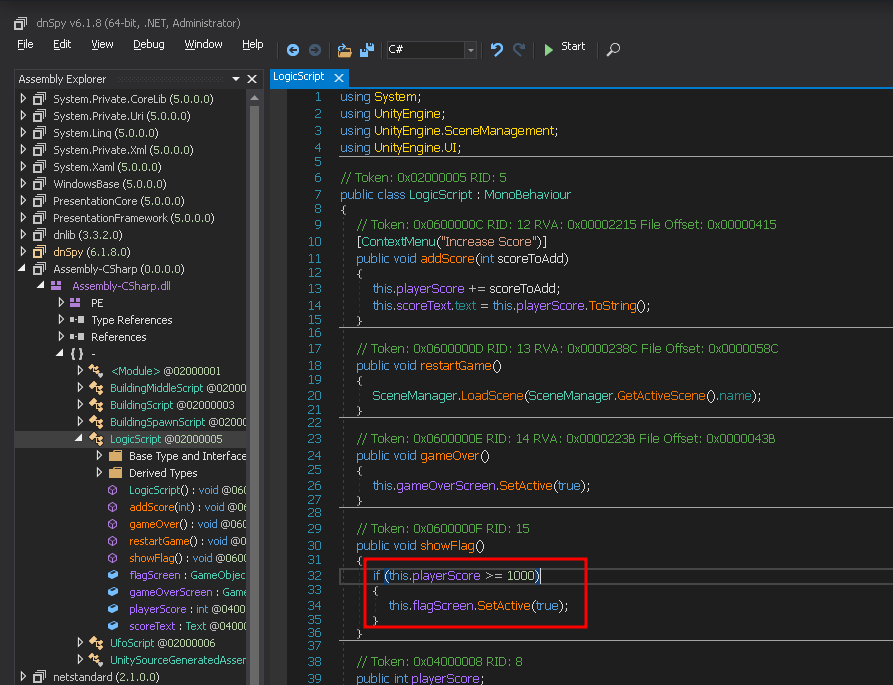 dnSpy v6.1.8 (64-bit, .NET, Administrator)
File Edit View Debug Window Help C# Start
Assembly Explorer
System.Private.CoreLib (5.0.0.0)
System.Private.Uri (5.0.0.0)
System.Linq (5.0.0.0)
System.Private.Xml (5.0.0.0)
System.Xaml (5.0.0.0)
WindowsBase (5.0.0.0)
PresentationCore (5.0.0.0)
PresentationFramework (5.0.0.0)
dnlib (3.3.2.0)
dnSpy (6.1.8.0)
Assembly-CSharp (0.0.0.0)
Assembly-CSharp.dll
PE
Type References
References
{ } -
<Module> @02000001
BuildingMiddleScript @02000
BuildingScript @02000003
BuildingSpawnScript @02000
LogicScript @02000005
Base Type and Interface
Derived Types
LogicScript() : void @060
addScore(int) : void @060
gameOver() : void @060
restartGame() : void @060
showFlag() : void @0600
flagScreen : GameObjec
gameOverScreen : Game
playerScore : int @0400
scoreText : Text @0400
UfoScript @02000006
UnitySourceGeneratedAsser
netstandard (2.1.0.0)
LogicScript
1 using System;
2 using UnityEngine;
3 using UnityEngine.SceneManagement;
4 using UnityEngine.UI;
5
6 // Token: 0x02000005 RID: 5
7 public class LogicScript : MonoBehaviour
8 {
9 // Token: 0x0600000C RID: 12 RVA: 0x00002215 File Offset: 0x00000415
10 [ContextMenu("Increase Score")]
11 public void addScore(int scoreToAdd)
12 {
13 this.playerScore += scoreToAdd;
14 this.scoreText.text = this.playerScore.ToString();
15 }
16
17 // Token: 0x0600000D RID: 13 RVA: 0x0000238C File Offset: 0x0000058C
18 public void restartGame()
19 {
20 SceneManager.LoadScene(SceneManager.GetActiveScene().name);
21 }
22
23 // Token: 0x0600000E RID: 14 RVA: 0x0000223B File Offset: 0x0000043B
24 public void gameOver()
25 {
26 this.gameOverScreen.SetActive(true);
27 }
28
29 // Token: 0x0600000F RID: 15
30 public void showFlag()
31 {
32 if (this.playerScore >= 1000)
33 {
34 this.flagScreen.SetActive(true);
35 }
36 }
37
38 // Token: 0x04000008 RID: 8
39 public int playerScore;